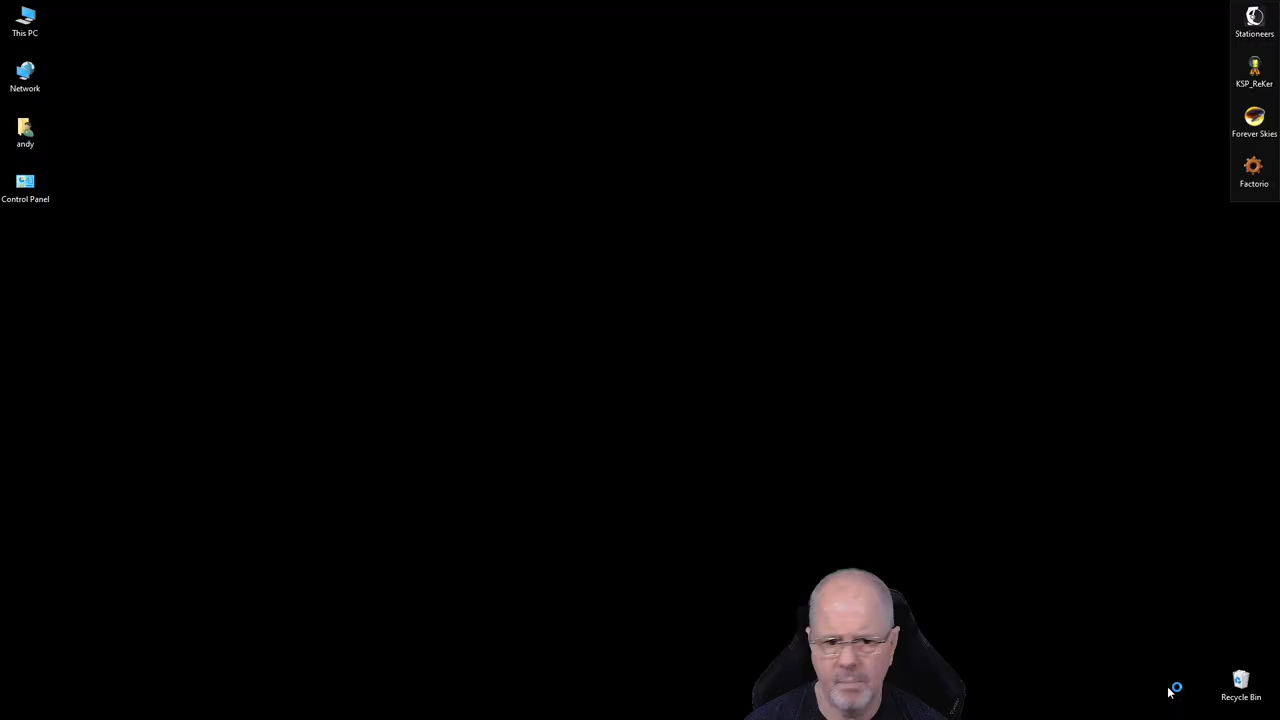 This PC
Network
andy
Control Panel
Stationeers
KSP_ReKer
Forever Skies
Factorio
Recycle Bin